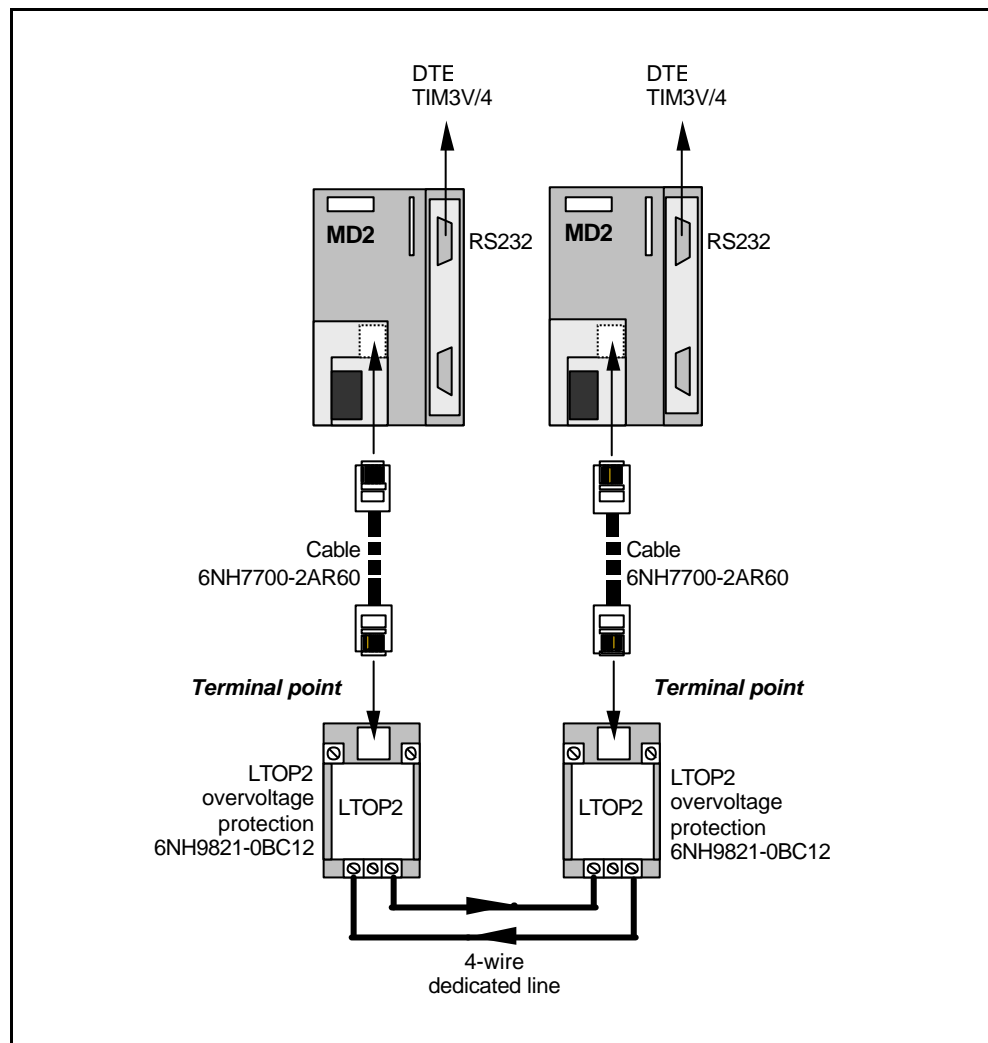 DTE
TIM3V/4
DTE
TIM3V/4
MD2
RS232
MD2
RS232
Cable
6NH7700-2AR60
Cable
6NH7700-2AR60
Terminal point
Terminal point
LTOP2
overvoltage
protection
6NH9821-0BC12
LTOP2
LTOP2
LTOP2
overvoltage
protection
6NH9821-0BC12
4-wire
dedicated line